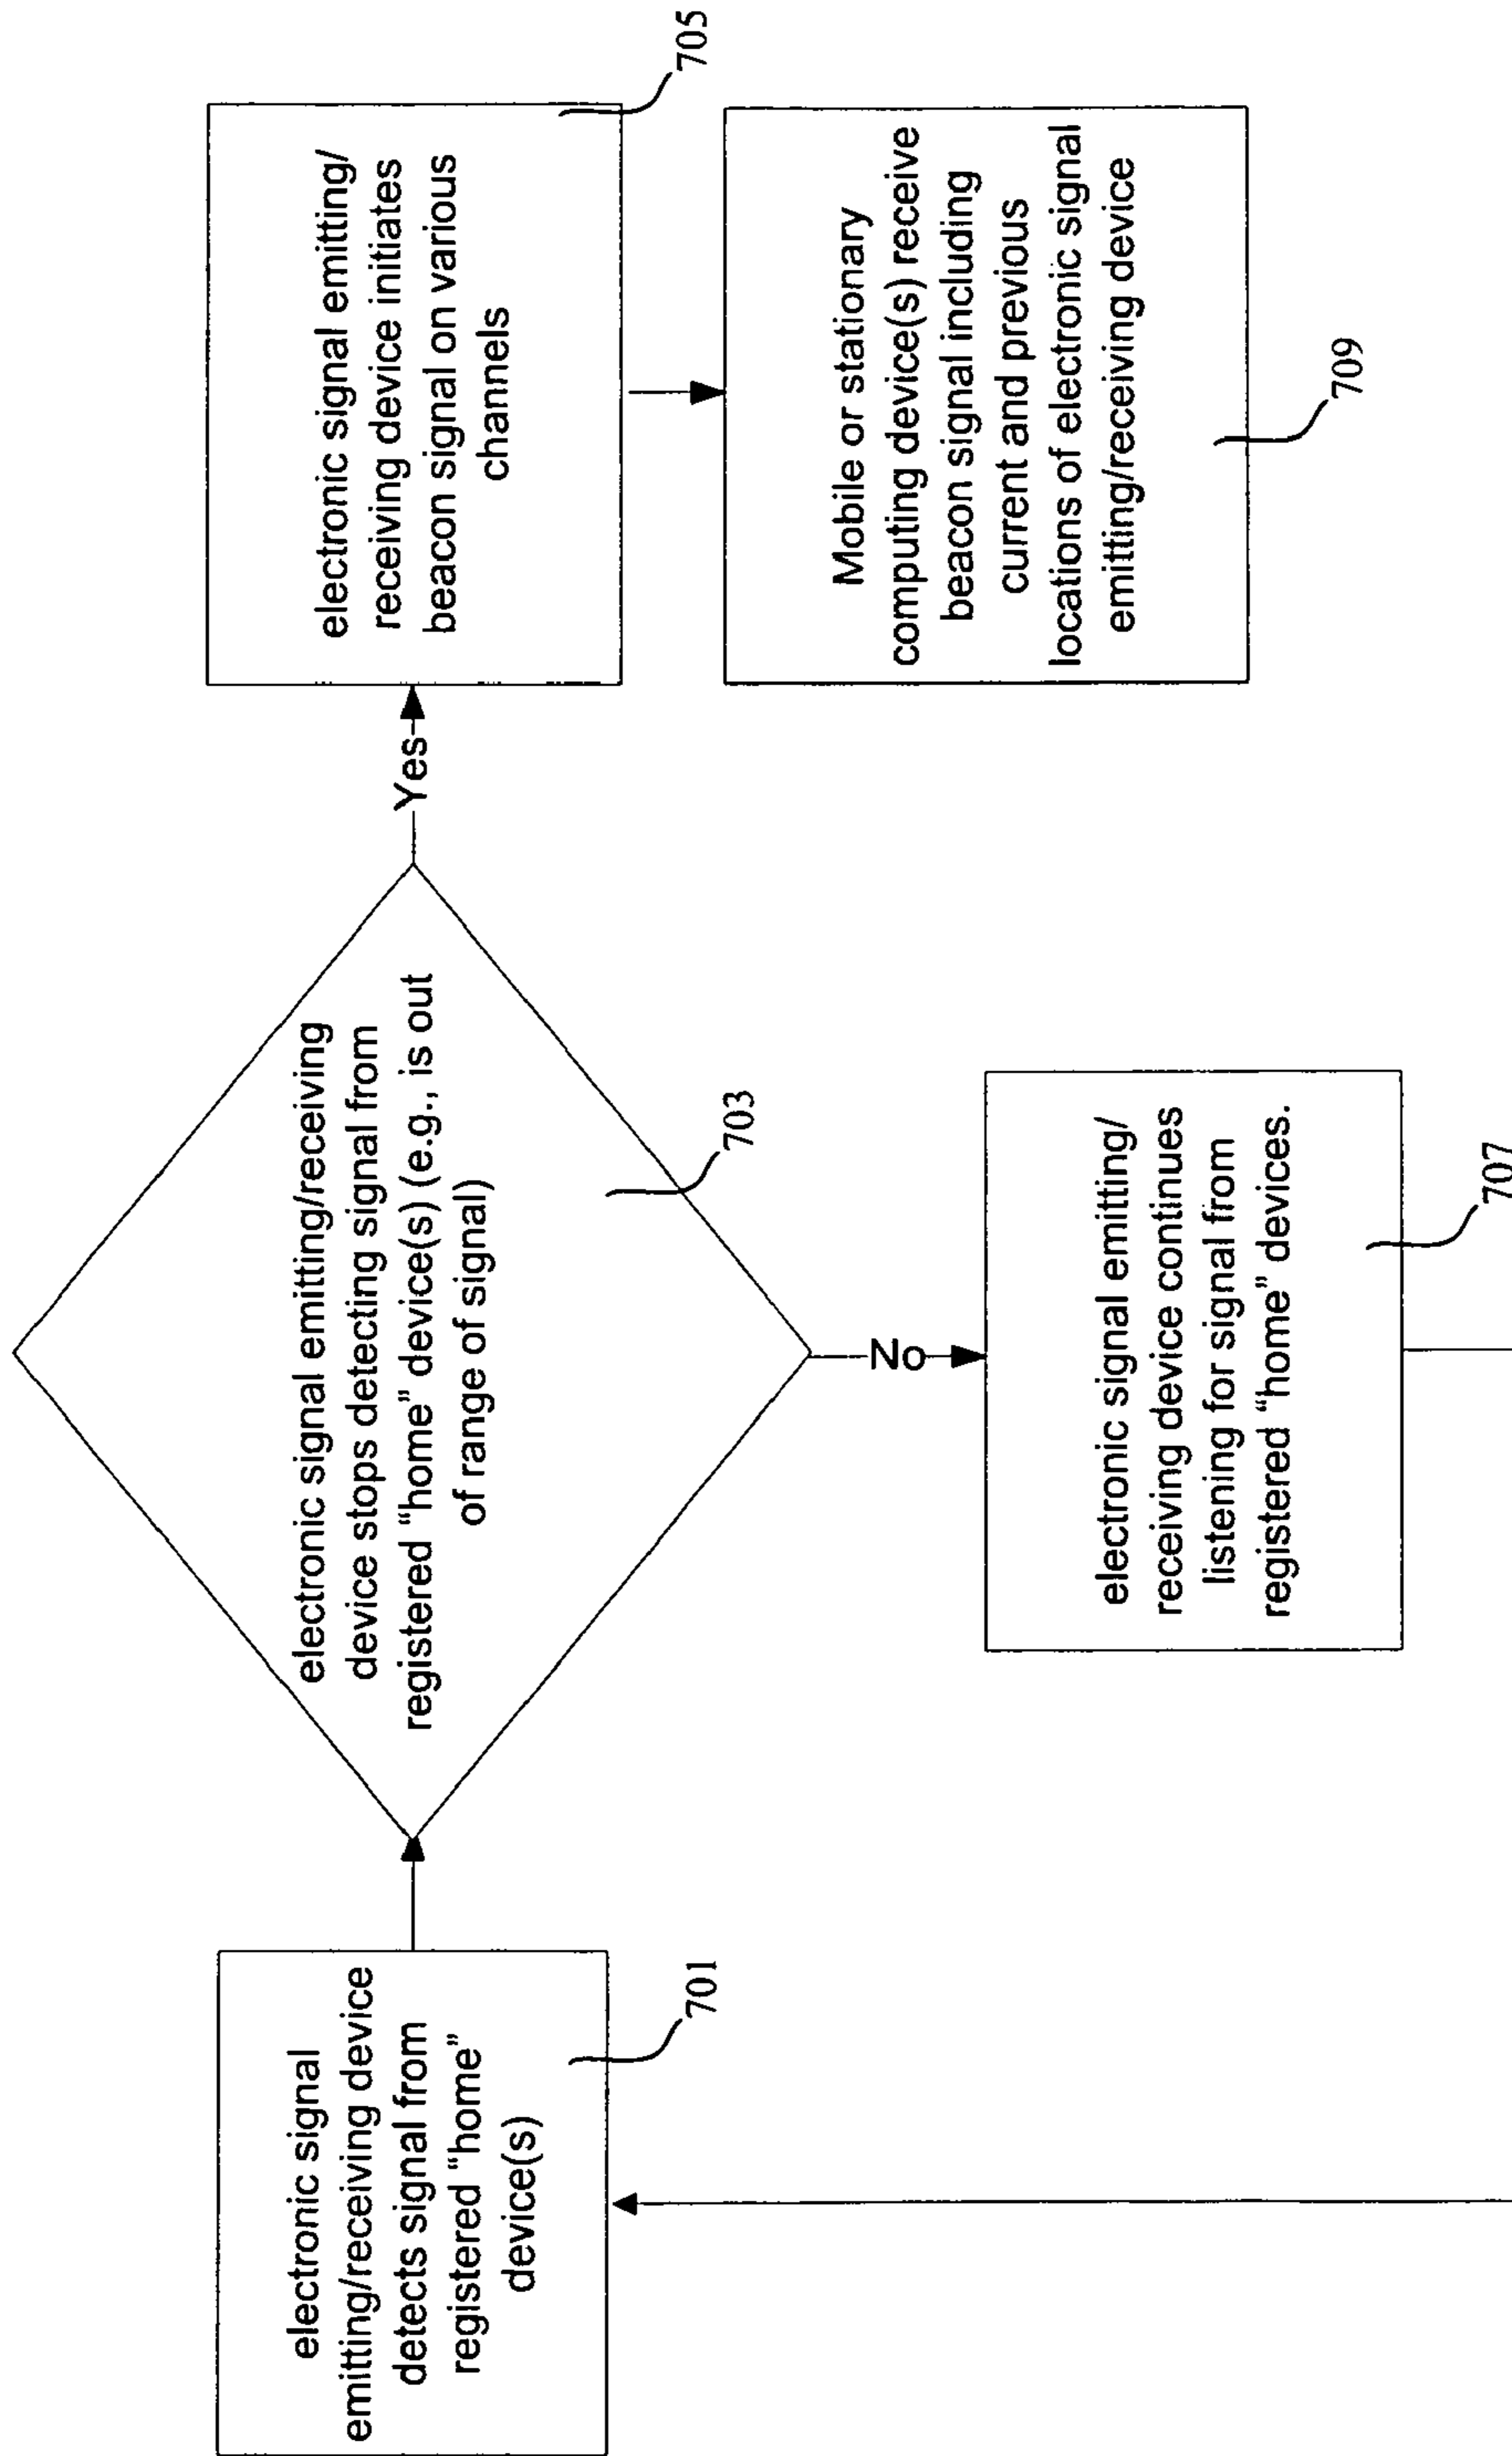 electronic signal
emitting/receiving device
detects signal from
registered “home”
device(s)
701
electronic signal emitting/receiving
device stops detecting signal from
registered “home” device(s) (e.g., is out
of range of signal)
703
Yes
No
electronic signal emitting/
receiving device initiates
beacon signal on various
channels
705
electronic signal emitting/
receiving device continues
listening for signal from
registered “home” devices.
707
Mobile or stationary
computing device(s) receive
beacon signal including
current and previous
locations of electronic signal
emitting/receiving device
709